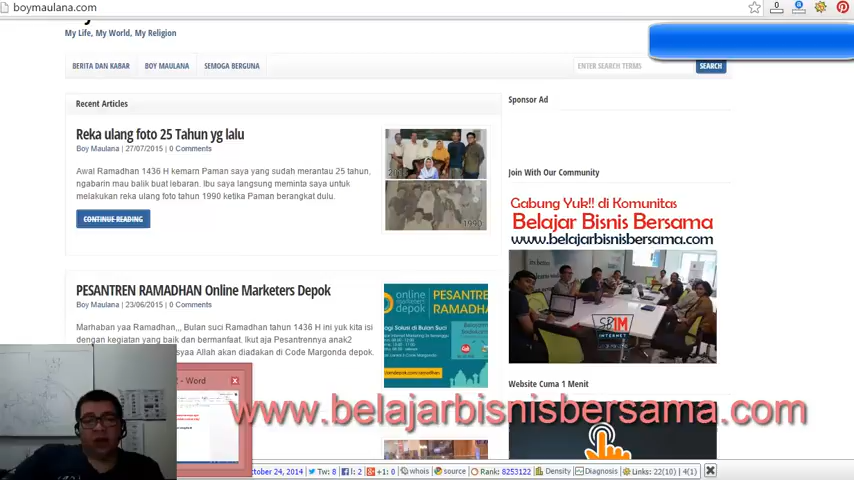 boymaulana.com
My Life, My World, My Religion
BERITA DAN KABAR
BOY MAULANA
SEMOGA BERGUNA
ENTER SEARCH TERMS
SEARCH
Recent Articles
Reka ulang foto 25 Tahun yg lalu
Boy Maulana | 27/07/2015 | 0 Comments
Awal Ramadhan 1436 H kemarn Paman saya yang sudah merantau 25 tahun,
ngabarin mau balik buat lebaran. Ibu saya langsung meminta saya untuk
melakukan reka ulang foto tahun 1990 ketika Paman berangkat dulu.
CONTINUE READING
1990
PESANTREN RAMADHAN Online Marketers Depok
Boy Maulana | 23/06/2015 | 0 Comments
Marhaban yaa Ramadhan,,, Bulan suci Ramadhan tahun 1436 H ini yuk kita isi
dengan kegiatan yang baik dan bermanfaat. Ikut aja Pesantrennya anak2
syaa Allah akan diadakan di Code Margonda depok.
online
marketers
depok
PESANTREN
RAMADHAN
Sponsor Ad
Join With Our Community
Gabung Yuk!! di Komunitas
Belajar Bisnis Bersama
www.belajarbisnisbersama.com
SB1M
INTERNET
Website Cuma 1 Menit
2 - Word
www.belajarbisnisbersama.com
ctober 24, 2014
Tw: 8
l: 2
+1: 0
whois
source
Rank: 8253122
Density
Diagnosis
Links: 22(10) | 4(1)